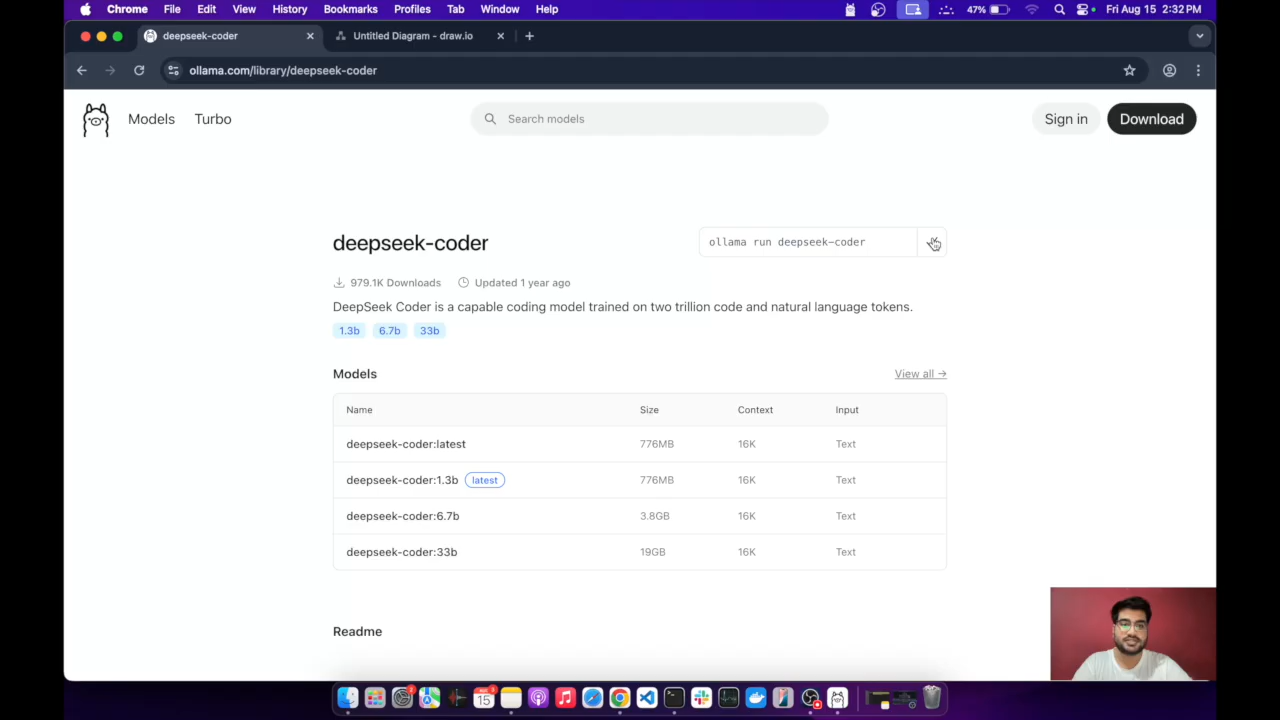 Chrome File Edit View History Bookmarks Profiles Tab Window Help 47% Fri Aug 15 2:32 PM
deepseek-coder Untitled Diagram - draw.io
ollama.com/library/deepseek-coder
Models Turbo Search models Sign in Download
deepseek-coder ollama run deepseek-coder
979.1K Downloads Updated 1 year ago
DeepSeek Coder is a capable coding model trained on two trillion code and natural language tokens.
1.3b 6.7b 33b
Models View all →
Name Size Context Input
deepseek-coder:latest 776MB 16K Text
deepseek-coder:1.3b latest 776MB 16K Text
deepseek-coder:6.7b 3.8GB 16K Text
deepseek-coder:33b 19GB 16K Text
Readme
15